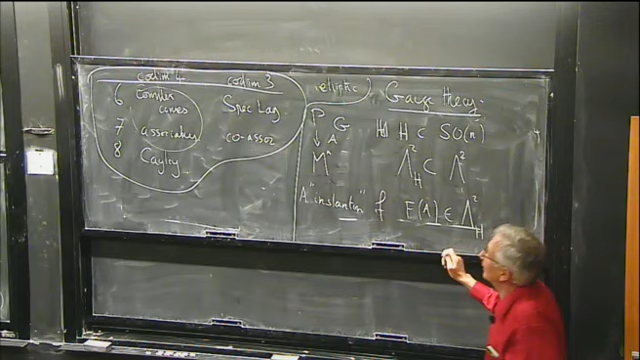 codim 4 codim 3
6 Complex curves Spec Lag
7 associative co-assoc
8 Cayley
elliptic Gauge theory
P G H ⊂ SO(n)
↓ A
M Λ²_H ⊂ Λ²
A "instanton" if F(A) ∈ Λ²_H